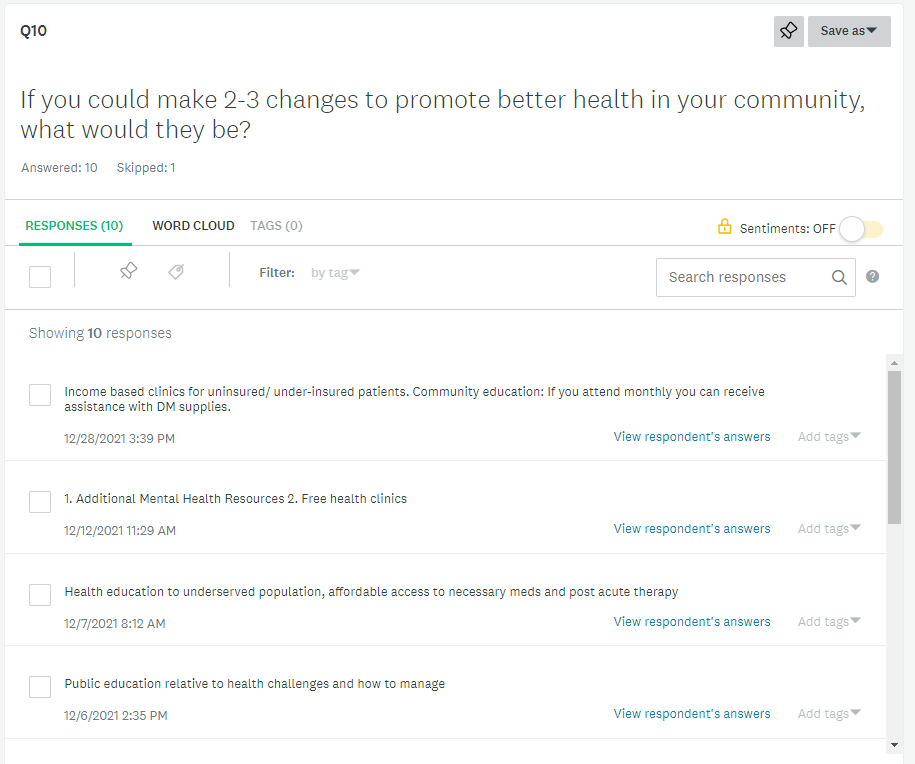 Q10
Save as
If you could make 2-3 changes to promote better health in your community,
what would they be?
Answered: 10 Skipped: 1
RESPONSES (10) WORD CLOUD TAGS (0) Sentiments: OFF
Filter: by tag Search responses ?
Showing 10 responses
Income based clinics for uninsured/ under-insured patients. Community education: If you attend monthly you can receive
assistance with DM supplies.
12/28/2021 3:39 PM View respondent's answers Add tags
1. Additional Mental Health Resources 2. Free health clinics
12/12/2021 11:29 AM View respondent's answers Add tags
Health education to underserved population, affordable access to necessary meds and post acute therapy
12/7/2021 8:12 AM View respondent's answers Add tags
Public education relative to health challenges and how to manage
12/6/2021 2:35 PM View respondent's answers Add tags